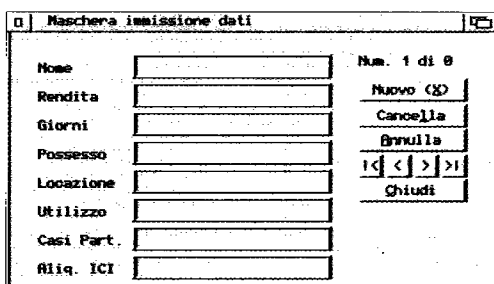 Maschera immissione dati
Nome
Rendita
Giorni
Possesso
Locazione
Utilizzo
Casi Part.
Aliq. ICI
Num. 1 di 0
Nuovo (X)
Cancella
Annulla
|< < > >|
Chiudi